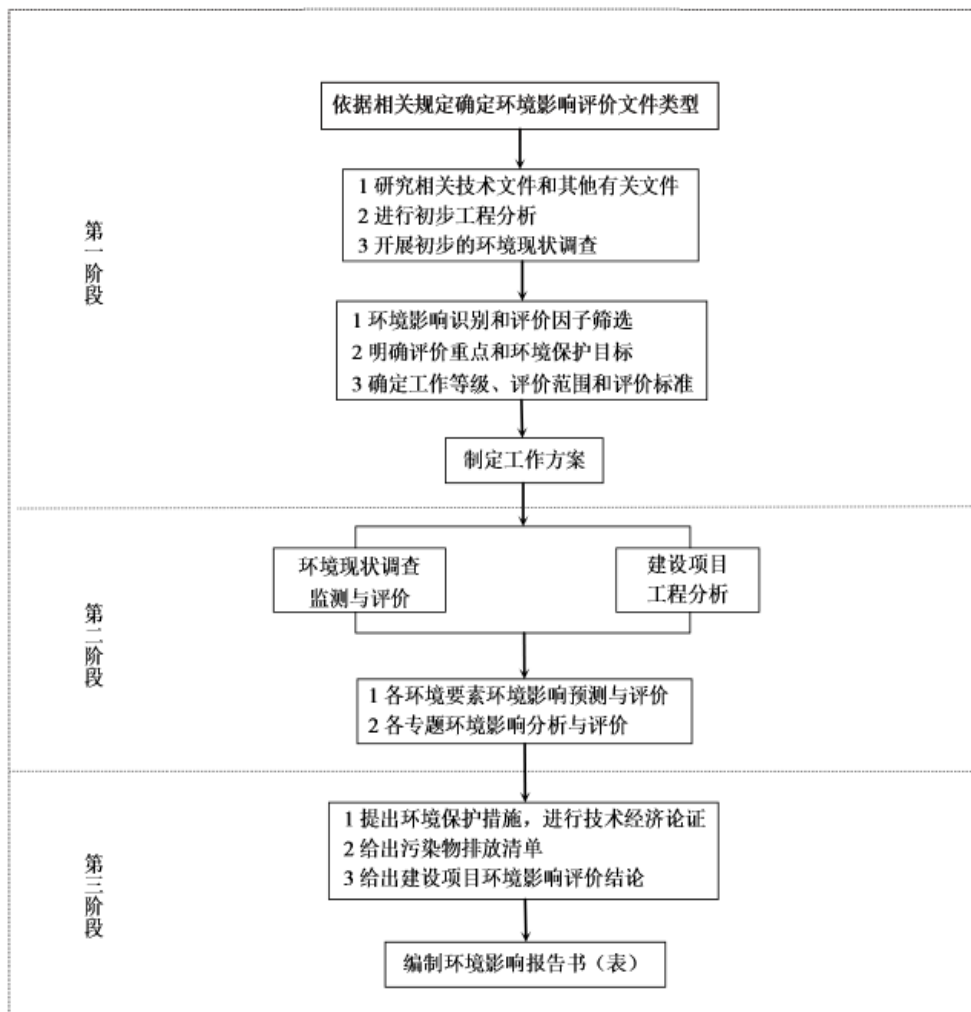 依据相关规定确定环境影响评价文件类型
第一阶段
1 研究相关技术文件和其他有关文件
2 进行初步工程分析
3 开展初步的环境现状调查
1 环境影响识别和评价因子筛选
2 明确评价重点和环境保护目标
3 确定工作等级、评价范围和评价标准
制定工作方案
第二阶段
环境现状调查
监测与评价
建设项目
工程分析
1 各环境要素环境影响预测与评价
2 各专题环境影响分析与评价
第三阶段
1 提出环境保护措施，进行技术经济论证
2 给出污染物排放清单
3 给出建设项目环境影响评价结论
编制环境影响报告书（表）